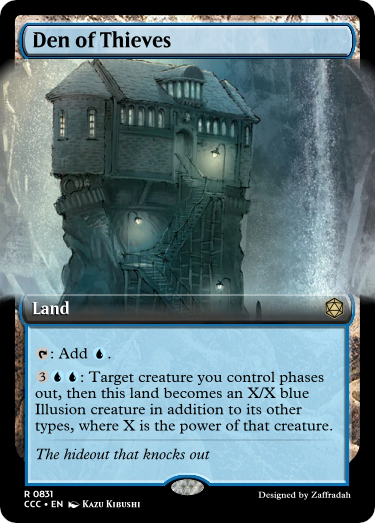 Den of Thieves
Land
: Add .
3 : Target creature you control phases
out, then this land becomes an X/X blue
Illusion creature in addition to its other
types, where X is the power of that creature.
The hideout that knocks out
R 0831
CCC • EN Kazu Kibushi
Designed by Zaffradah